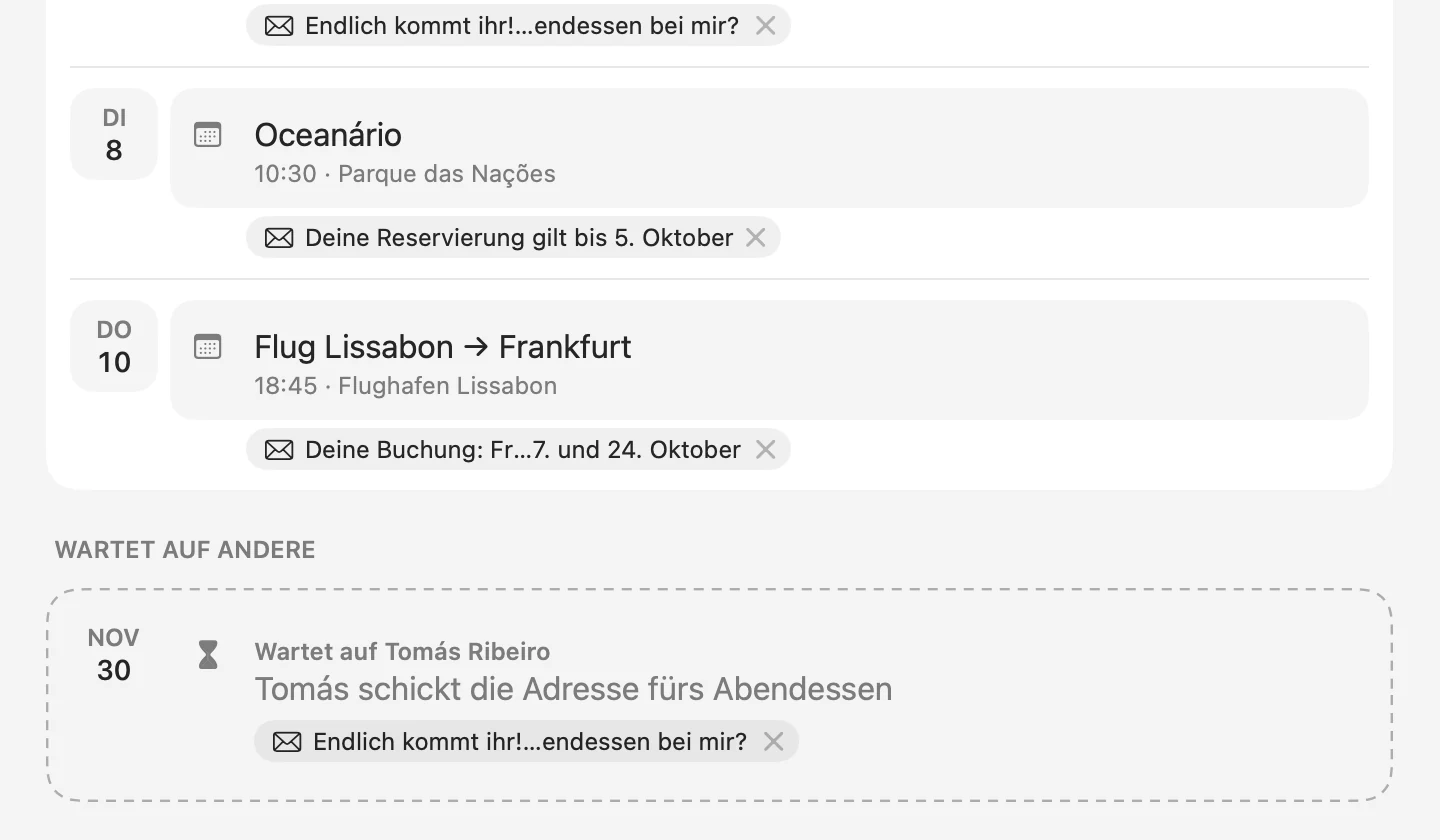 Endlich kommt ihr!...endessen bei mir?
DI
8
Oceanário
10:30 · Parque das Nações
Deine Reservierung gilt bis 5. Oktober
DO
10
Flug Lissabon → Frankfurt
18:45 · Flughafen Lissabon
Deine Buchung: Fr...7. und 24. Oktober
WARTET AUF ANDERE
NOV
30
Wartet auf Tomás Ribeiro
Tomás schickt die Adresse fürs Abendessen
Endlich kommt ihr!...endessen bei mir?